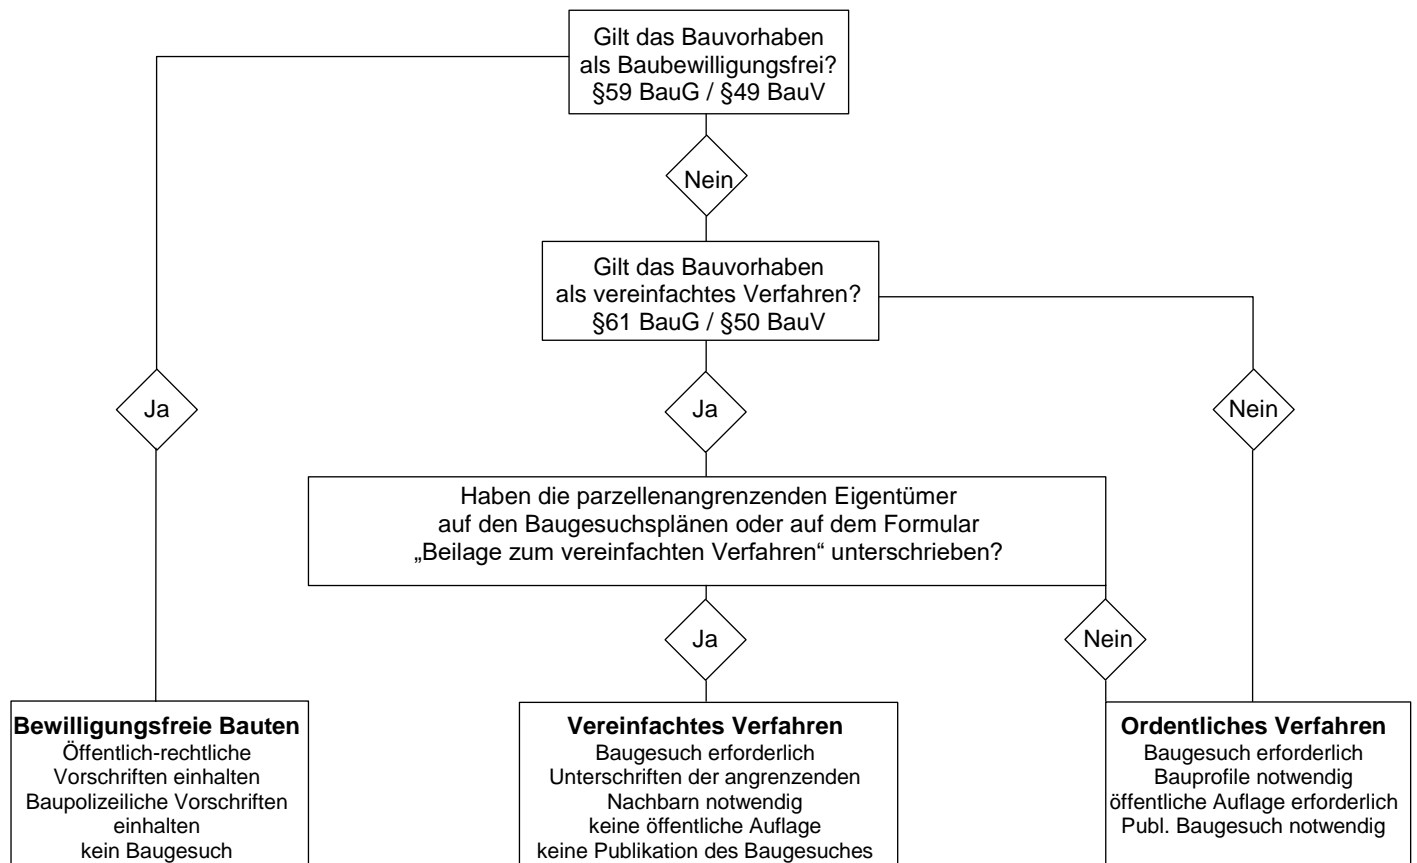 Gilt das Bauvorhaben
als Baubewilligungsfrei?
§59 BauG / §49 BauV
Nein
Gilt das Bauvorhaben
als vereinfachtes Verfahren?
§61 BauG / §50 BauV
Ja
Ja
Nein
Haben die parzellenangrenzenden Eigentümer
auf den Baugesuchsplänen oder auf dem Formular
„Beilage zum vereinfachten Verfahren“ unterschrieben?
Ja
Nein
Bewilligungsfreie Bauten
Öffentlich-rechtliche
Vorschriften einhalten
Baupolizeiliche Vorschriften
einhalten
kein Baugesuch
Vereinfachtes Verfahren
Baugesuch erforderlich
Unterschriften der angrenzenden
Nachbarn notwendig
keine öffentliche Auflage
keine Publikation des Baugesuches
Ordentliches Verfahren
Baugesuch erforderlich
Bauprofile notwendig
öffentliche Auflage erforderlich
Publ. Baugesuch notwendig